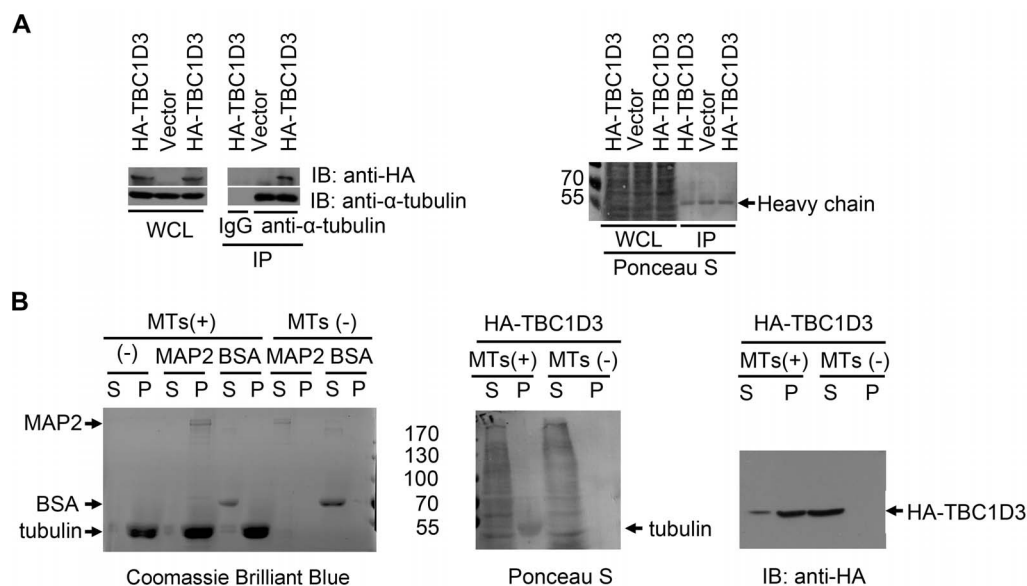 A
HA-TBC1D3
Vector
HA-TBC1D3
HA-TBC1D3
Vector
HA-TBC1D3
IB: anti-HA
IB: anti-α-tubulin
WCL
IgG anti-α-tubulin
IP
HA-TBC1D3
Vector
HA-TBC1D3
HA-TBC1D3
Vector
HA-TBC1D3
70
55
Heavy chain
WCL IP
Ponceau S
B
MTs(+) MTs (-)
(-) MAP2 BSA MAP2 BSA
S P S P S P S P S P
MAP2
BSA
tubulin
Coomassie Brilliant Blue
HA-TBC1D3
MTs(+) MTs (-)
S P S P
170
130
100
70
55
tubulin
Ponceau S
HA-TBC1D3
MTs(+) MTs (-)
S P S P
HA-TBC1D3
IB: anti-HA